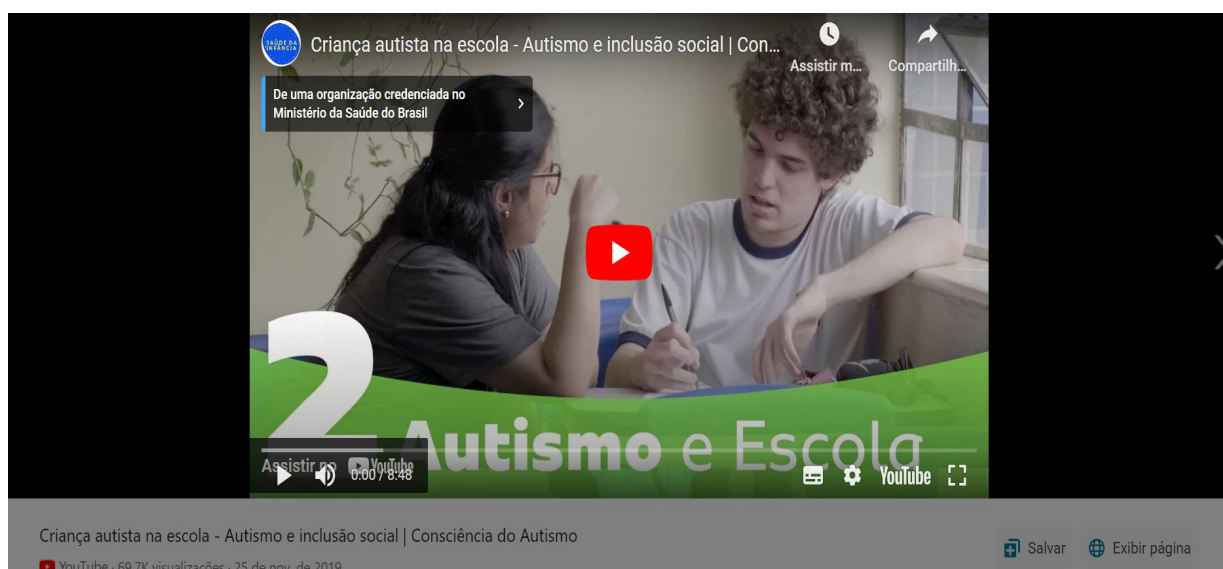 SAÚDE DA INFÂNCIA
Criança autista na escola - Autismo e inclusão social | Con...
Assistir m...
Compartilh...
De uma organização credenciada no
Ministério da Saúde do Brasil
2
Autismo e Escola
Assistir no YouTube
0:00 / 8:48
YouTube
Criança autista na escola - Autismo e inclusão social | Consciência do Autismo
Salvar
Exibir página
YouTube · 69.7K visualizações · 25 de nov. de 2019